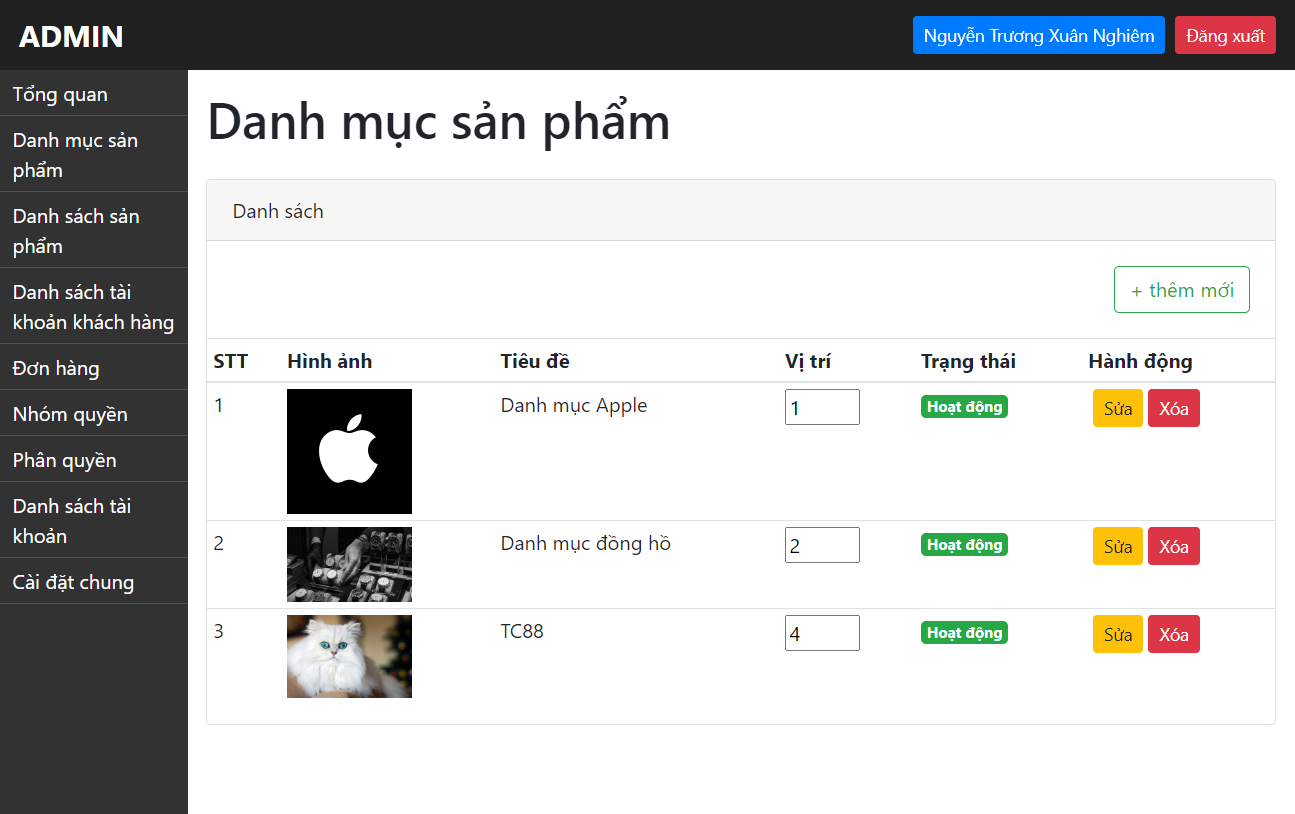 ADMIN
Nguyễn Trương Xuân Nghiêm
Đăng xuất
Tổng quan
Danh mục sản
phẩm
Danh sách sản
phẩm
Danh sách tài
khoản khách hàng
Đơn hàng
Nhóm quyền
Phân quyền
Danh sách tài
khoản
Cài đặt chung
Danh mục sản phẩm
Danh sách
+ thêm mới
STT Hình ảnh Tiêu đề Vị trí Trạng thái Hành động
1 Danh mục Apple 1 Hoạt động Sửa Xóa
2 Danh mục đồng hồ 2 Hoạt động Sửa Xóa
3 TC88 4 Hoạt động Sửa Xóa